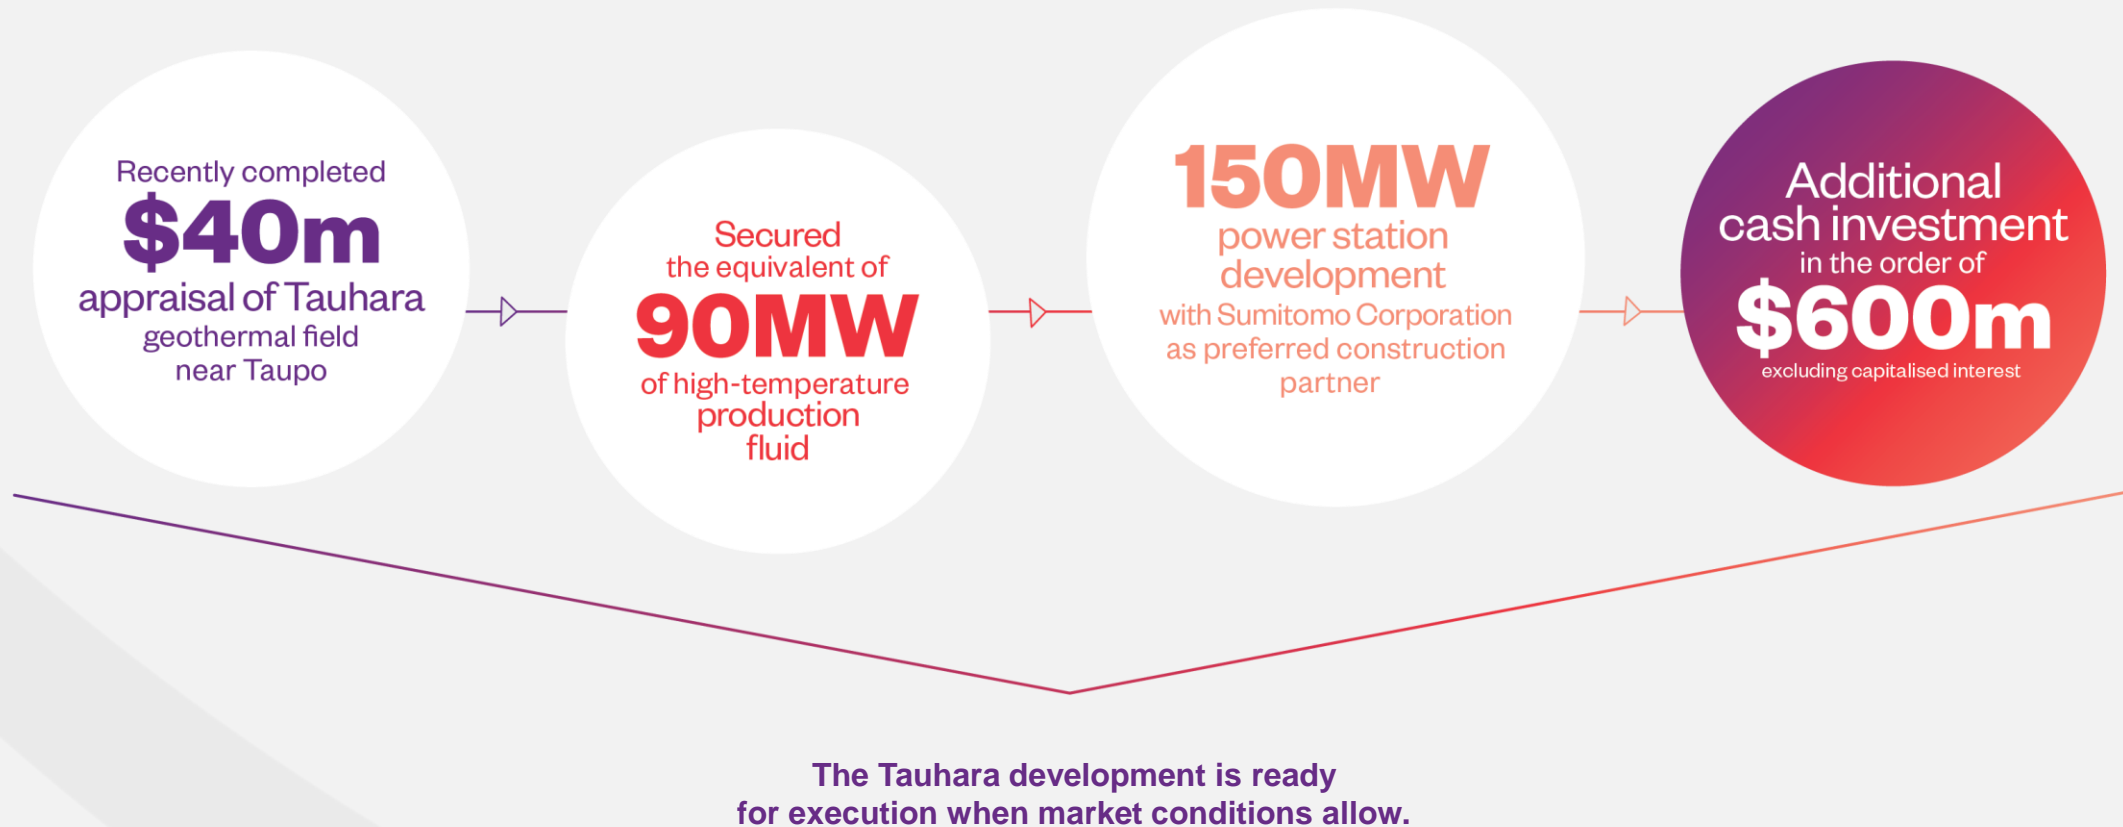 Recently completed
$40m
appraisal of Tauhara
geothermal field
near Taupo
Secured
the equivalent of
90MW
of high-temperature
production
fluid
150MW
power station
development
with Sumitomo Corporation
as preferred construction
partner
Additional
cash investment
in the order of
$600m
excluding capitalised interest
The Tauhara development is ready
for execution when market conditions allow.